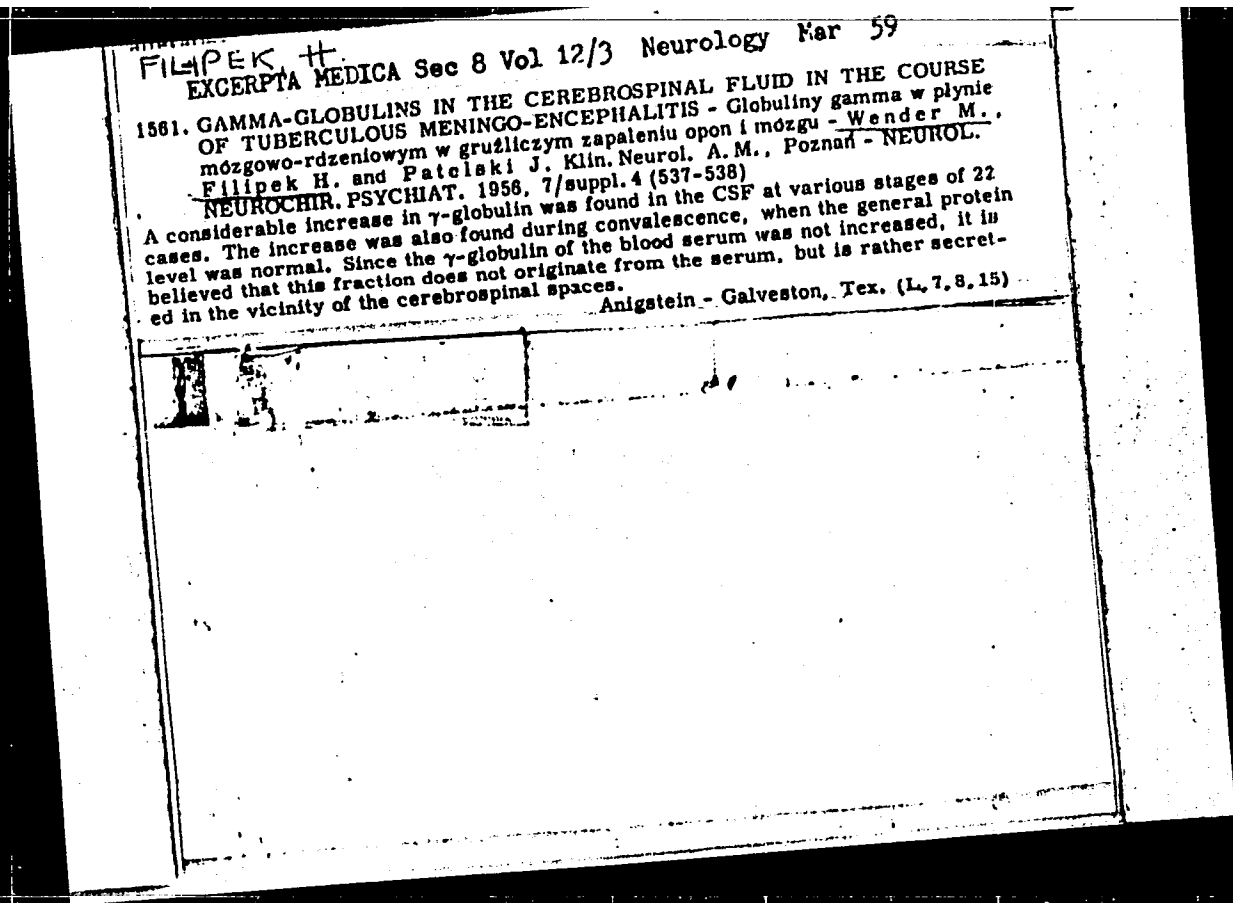 FILIPEK, H.
EXCERPTA MEDICA Sec 8 Vol 12/3 Neurology Mar 59
1561. GAMMA-GLOBULINS IN THE CEREBROSPINAL FLUID IN THE COURSE
OF TUBERCULOUS MENINGO-ENCEPHALITIS - Globuliny gamma w płynie
mózgowo-rdzeniowym w gruźliczym zapaleniu opon i mózgu - Wender M.,
Filipek H. and Patelski J. Klin. Neurol. A.M., Poznań - NEUROL.
NEUROCHIR. PSYCHIAT. 1956, 7/suppl. 4 (537-538)
A considerable increase in γ-globulin was found in the CSF at various stages of 22
cases. The increase was also found during convalescence, when the general protein
level was normal. Since the γ-globulin of the blood serum was not increased, it is
believed that this fraction does not originate from the serum, but is rather secret-
ed in the vicinity of the cerebrospinal spaces.
Anigstein - Galveston, Tex. (L, 7, 8, 15)